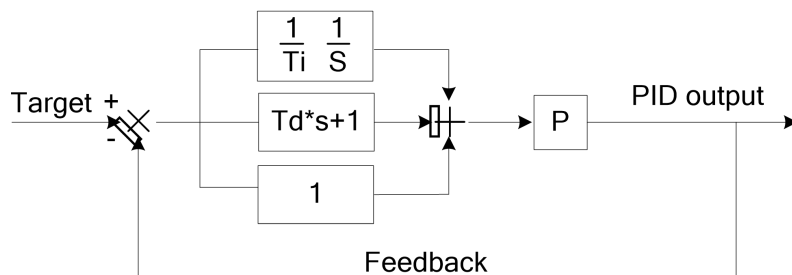 1 1
Ti S
Target +
-
Td*s+1
P
PID output
1
Feedback